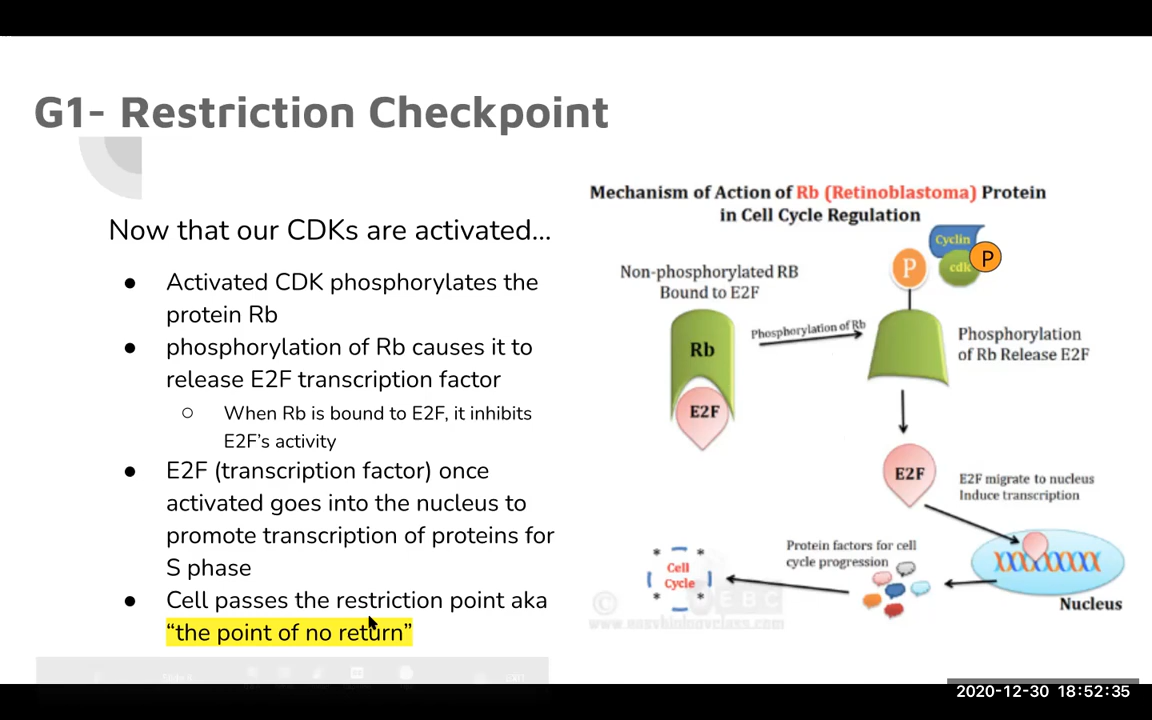 G1- Restriction Checkpoint
Now that our CDKs are activated...
● Activated CDK phosphorylates the
protein Rb
● phosphorylation of Rb causes it to
release E2F transcription factor
○ When Rb is bound to E2F, it inhibits
E2F's activity
● E2F (transcription factor) once
activated goes into the nucleus to
promote transcription of proteins for
S phase
● Cell passes the restriction point aka
“the point of no return”
Mechanism of Action of Rb (Retinoblastoma) Protein
in Cell Cycle Regulation
Non-phosphorylated RB
Bound to E2F
Rb
E2F
Phosphorylation of Rb
P
Cyclin
cdk
P
Phosphorylation
of Rb Release E2F
E2F
E2F migrate to nucleus
Induce transcription
Nucleus
Protein factors for cell
cycle progression
Cell
Cycle
© EBC
2020-12-30 18:52:35